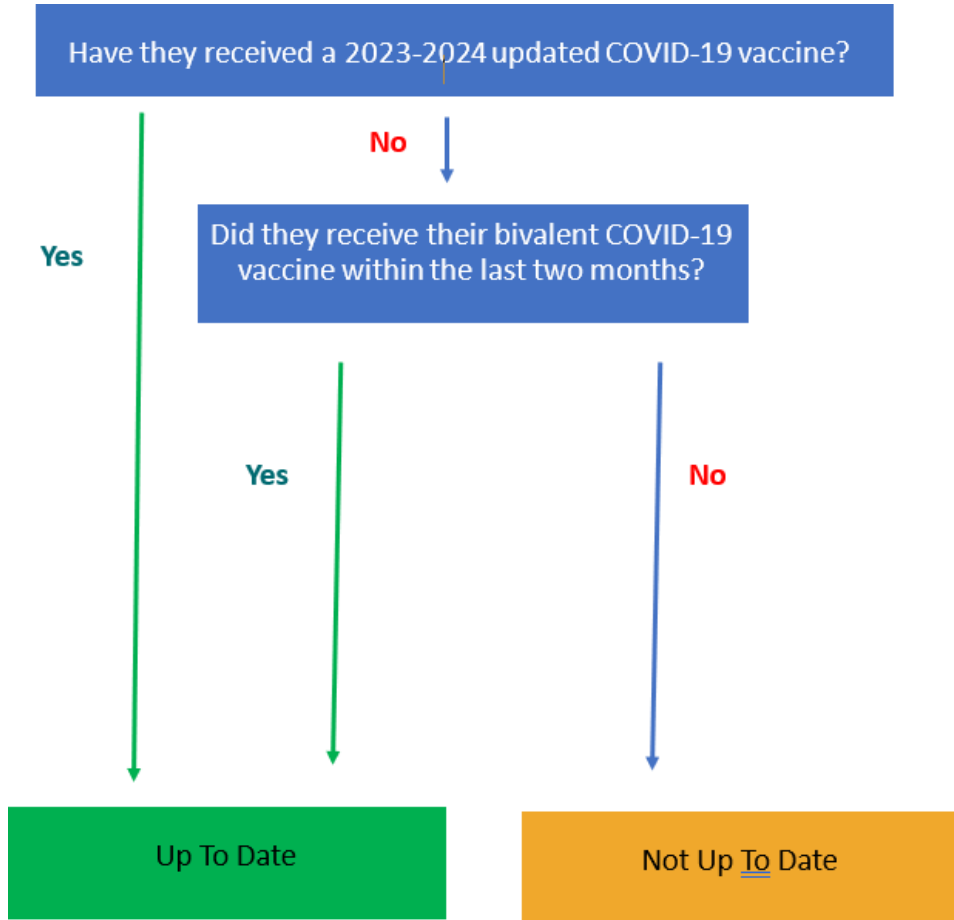 Have they received a 2023-2024 updated COVID-19 vaccine?
No
Did they receive their bivalent COVID-19
vaccine within the last two months?
Yes
Yes
No
Up To Date
Not Up To Date